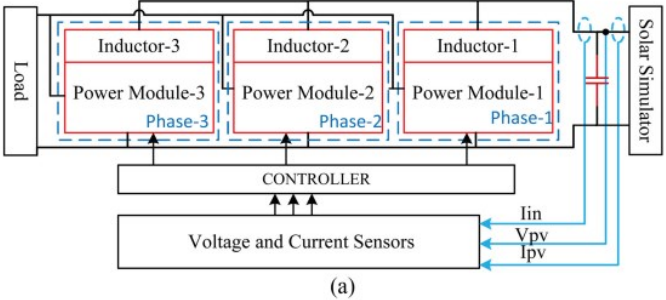 Load
Inductor-3
Power Module-3
Phase-3
Inductor-2
Power Module-2
Phase-2
Inductor-1
Power Module-1
Phase-1
Solar Simulator
CONTROLLER
Voltage and Current Sensors
Iin
Vpv
Ipv
(a)